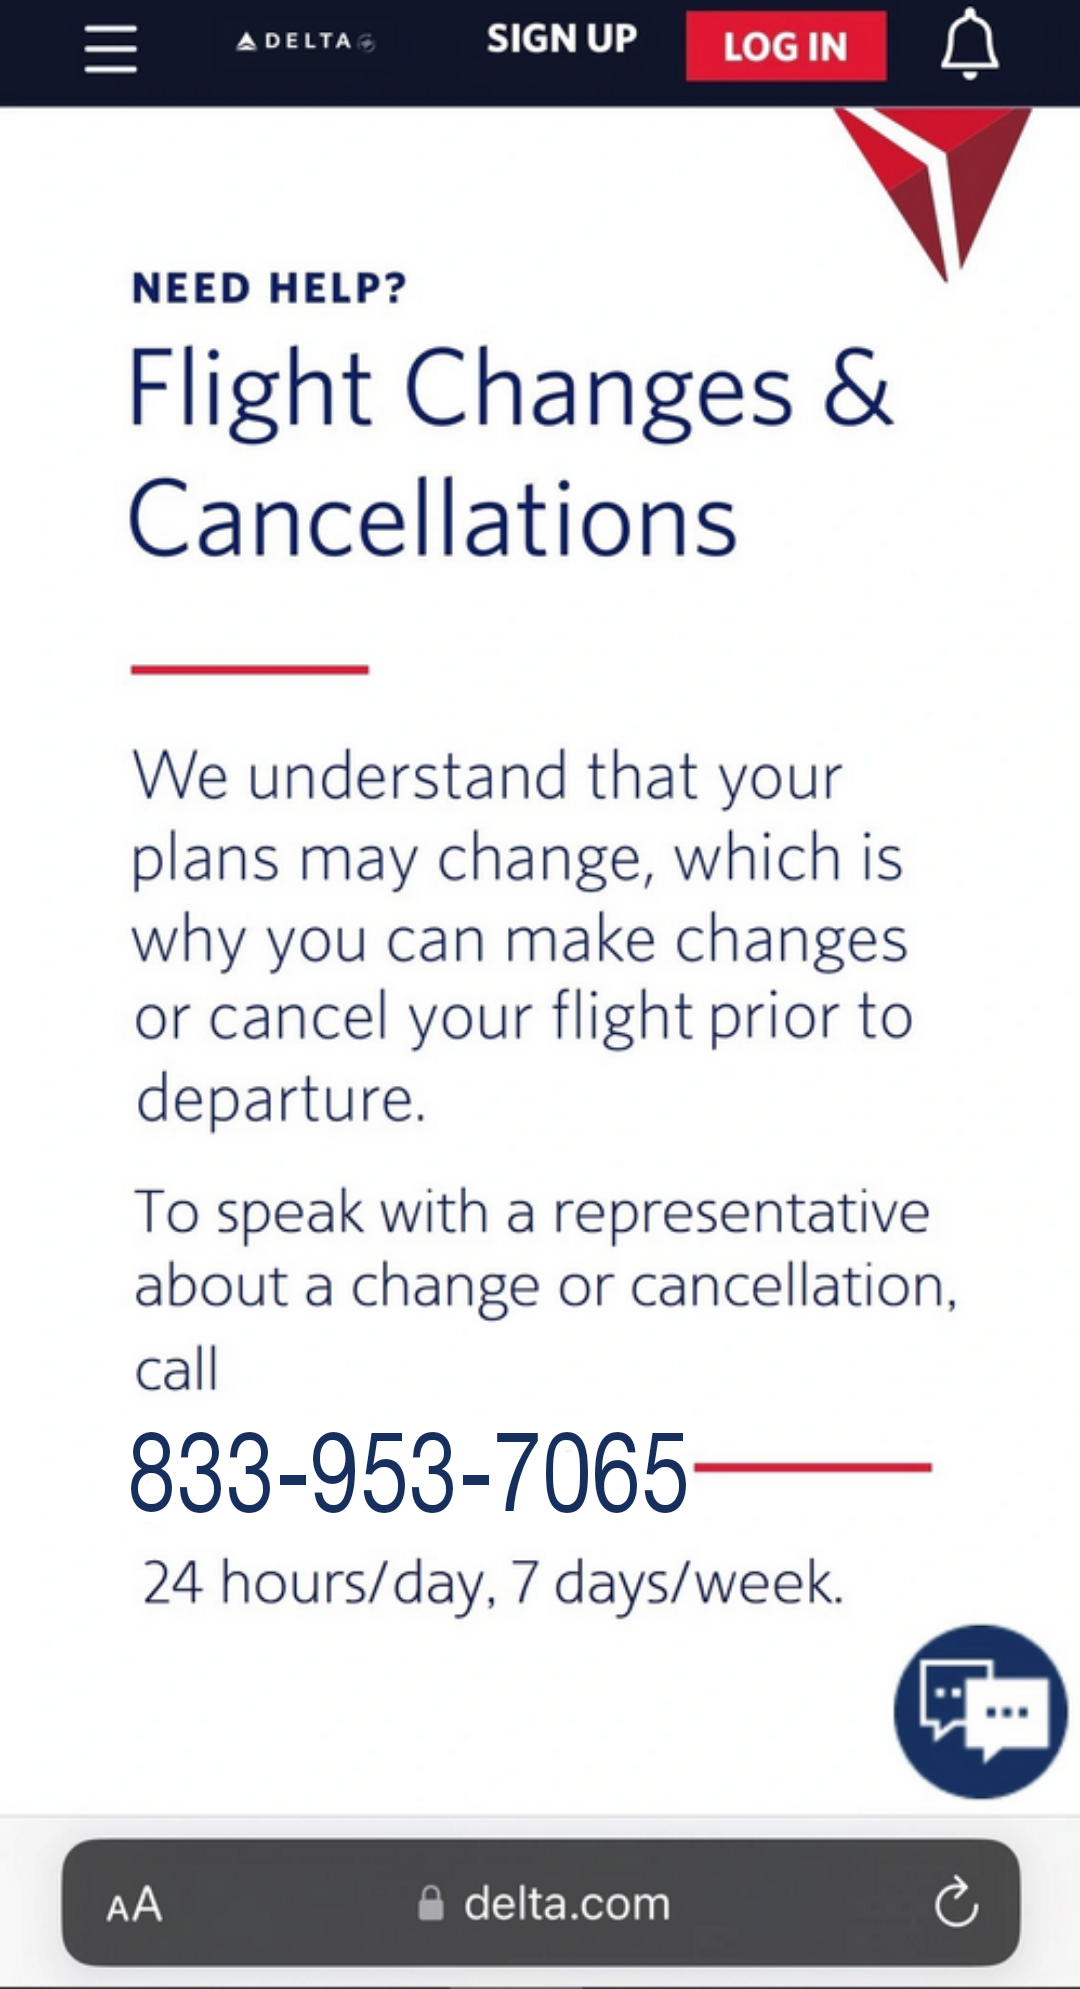 DELTA SIGN UP LOG IN
NEED HELP?
Flight Changes &
Cancellations
We understand that your
plans may change, which is
why you can make changes
or cancel your flight prior to
departure.
To speak with a representative
about a change or cancellation,
call
833-953-7065
24 hours/day, 7 days/week.
AA delta.com